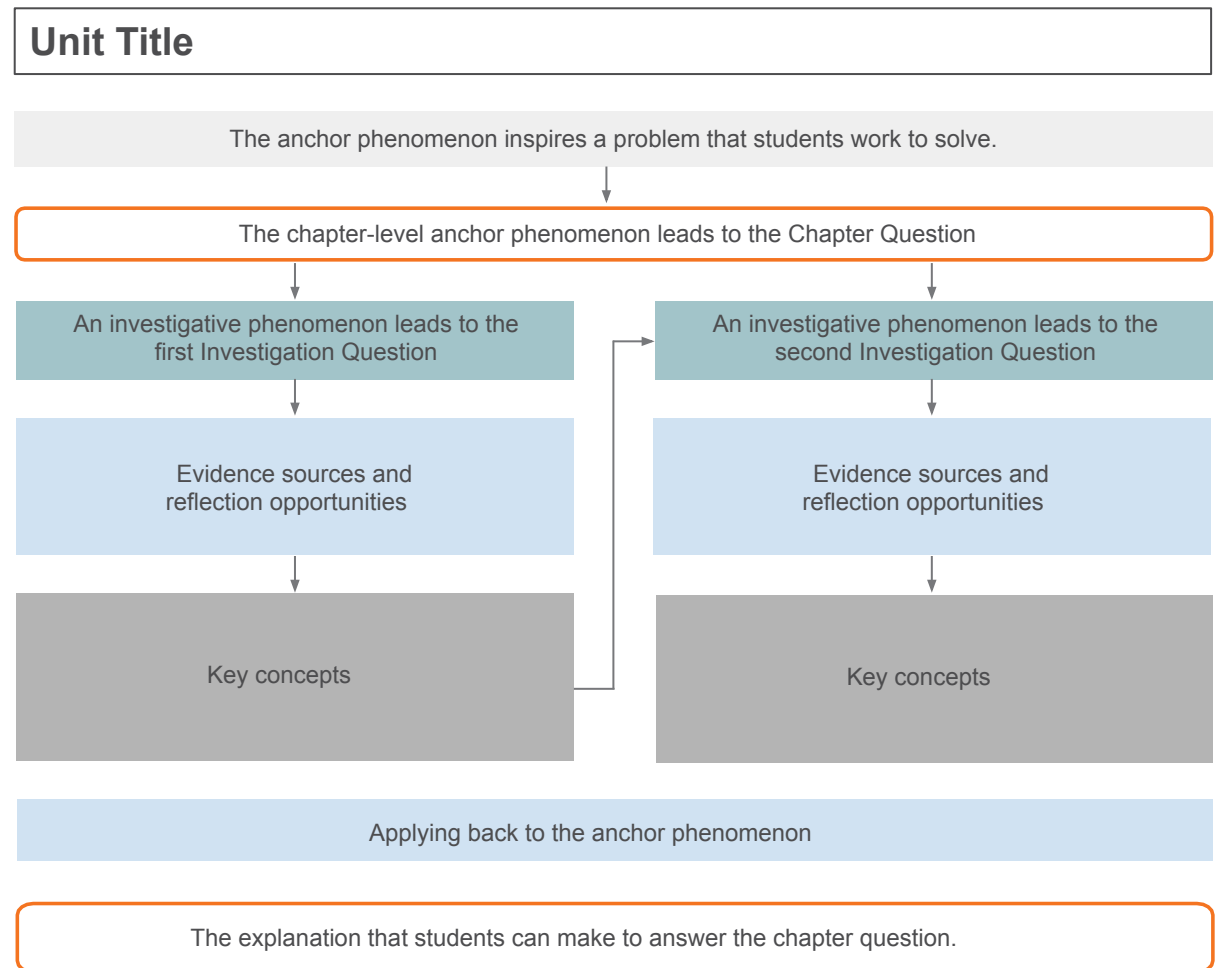 Unit Title
The anchor phenomenon inspires a problem that students work to solve.
The chapter-level anchor phenomenon leads to the Chapter Question
An investigative phenomenon leads to the
first Investigation Question
Evidence sources and
reflection opportunities
Key concepts
An investigative phenomenon leads to the
second Investigation Question
Evidence sources and
reflection opportunities
Key concepts
Applying back to the anchor phenomenon
The explanation that students can make to answer the chapter question.